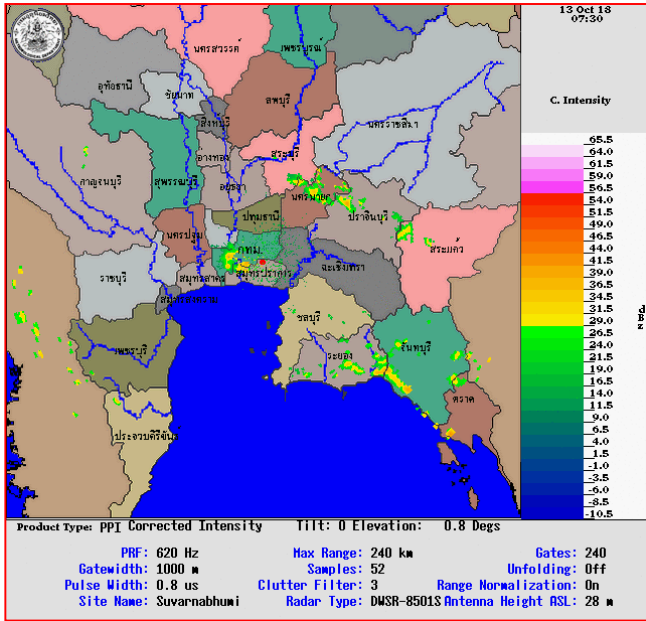 13 Oct 18
07:30
C. Intensity
65.5
64.0
61.5
59.0
56.5
54.0
51.5
49.0
46.5
44.0
41.5
39.0
36.5
34.0
31.5
29.0
26.5
24.0
21.5
19.0
16.5
14.0
11.5
9.0
6.5
4.0
1.5
-1.0
-3.5
-6.0
-8.5
-10.5
นครสวรรค์
เพชรบูรณ์
อุทัยธานี
ชัยนาท
ลพบุรี
สิงห์บุรี
นครราชสีมา
อ่างทอง
สระบุรี
กาญจนบุรี
สุพรรณบุรี
อยุธยา
นครนายก
ปทุมธานี
ปราจีนบุรี
นครปฐม
กทม.
สระแก้ว
ฉะเชิงเทรา
ราชบุรี
สมุทรสาคร
สมุทรปราการ
สมุทรสงคราม
ชลบุรี
เพชรบุรี
ระยอง
จันทบุรี
ตราด
ประจวบคีรีขันธ์
Product Type: PPI Corrected Intensity Tilt: 0 Elevation: 0.8 Degs
PRF: 620 Hz Max Range: 240 km Gates: 240
Gatewidth: 1000 m Samples: 52 Unfolding: Off
Pulse Width: 0.8 us Clutter Filter: 3 Range Normalization: On
Site Name: Suvarnabhumi Radar Type: DWSR-8501S Antenna Height ASL: 28 m